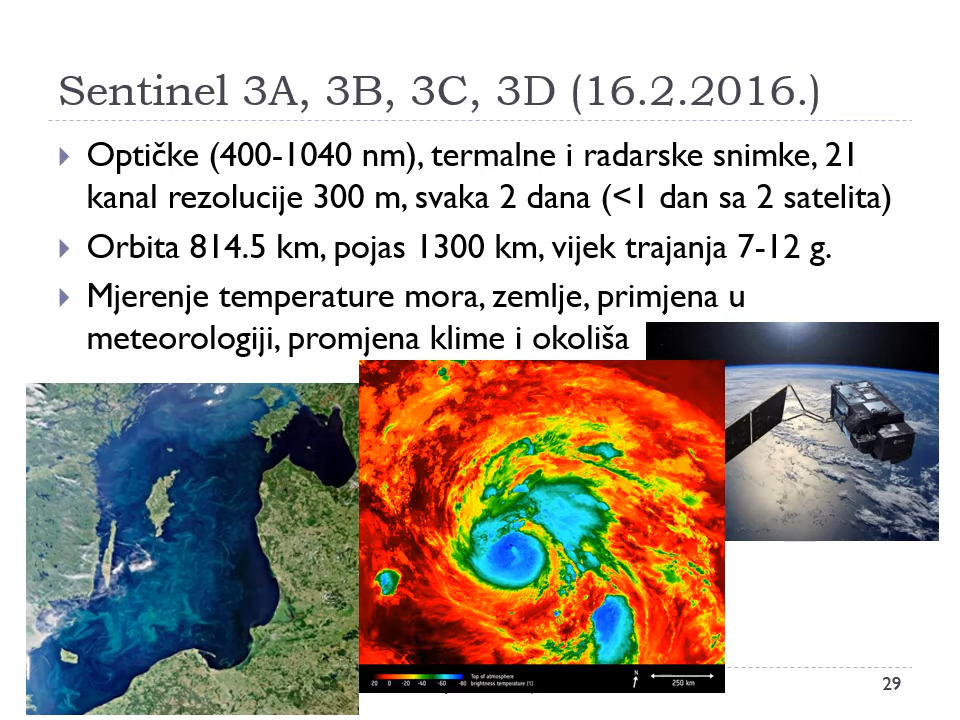 Sentinel 3A, 3B, 3C, 3D (16.2.2016.)
Optičke (400-1040 nm), termalne i radarske snimke, 21
kanal rezolucije 300 m, svaka 2 dana (<1 dan sa 2 satelita)
Orbita 814.5 km, pojas 1300 km, vijek trajanja 7-12 g.
Mjerenje temperature mora, zemlje, primjena u
meteorologiji, promjena klime i okoliša
20 0 -20 -40 -60 -80
Top of atmosphere
brightness temperature (°C)
N
250 km
29